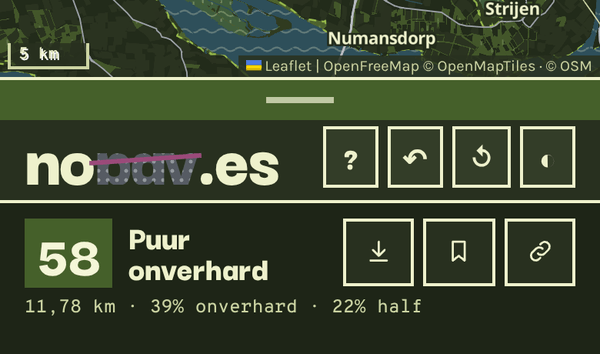 Strijen
Numansdorp
5 km
Leaflet | OpenFreeMap © OpenMapTiles · © OSM
nopav.es
?
58
Puur
onverhard
11,78 km · 39% onverhard · 22% half